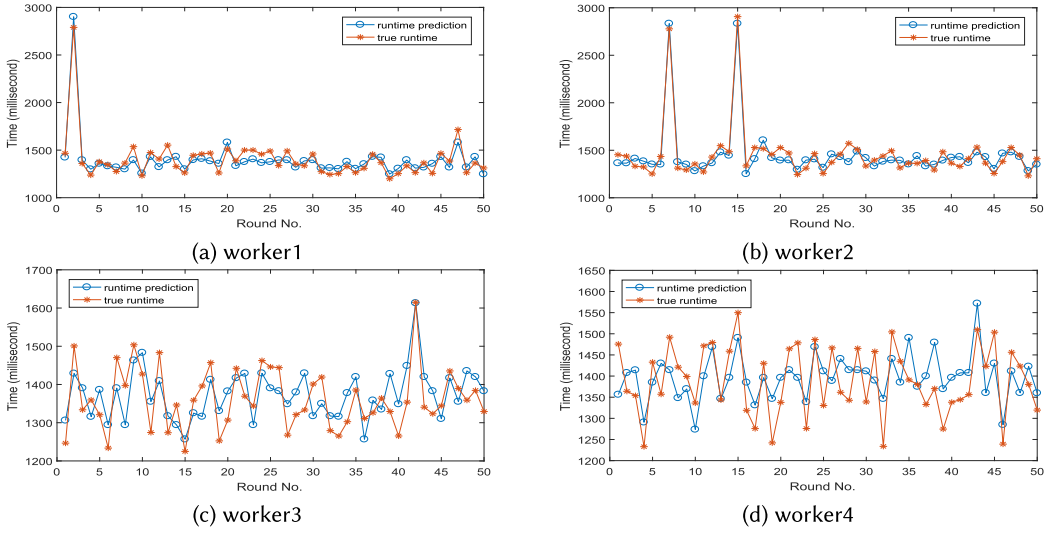 3000
2500
2000
1500
1000
Time (millisecond)
runtime prediction
true runtime
0 5 10 15 20 25 30 35 40 45 50
Round No.
(a) worker1
3000
2500
2000
1500
1000
Time (millisecond)
runtime prediction
true runtime
0 5 10 15 20 25 30 35 40 45 50
Round No.
(b) worker2
1700
1600
1500
1400
1300
1200
Time (millisecond)
runtime prediction
true runtime
0 5 10 15 20 25 30 35 40 45 50
Round No.
(c) worker3
1650
1600
1550
1500
1450
1400
1350
1300
1250
1200
Time (millisecond)
runtime prediction
true runtime
0 5 10 15 20 25 30 35 40 45 50
Round No.
(d) worker4